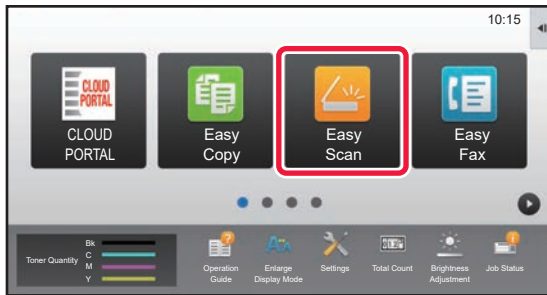 10:15
CLOUD
PORTAL
CLOUD
PORTAL
Easy
Copy
Easy
Scan
Easy
Fax
Toner Quantity
Bk
C
M
Y
Operation
Guide
Enlarge
Display Mode
Settings
Total Count
Brightness
Adjustment
Job Status